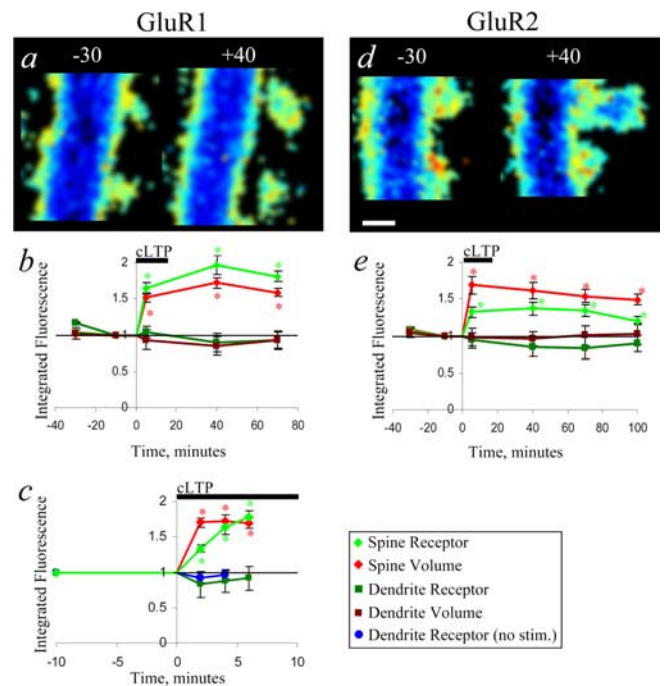 GluR1
GluR2
a
-30
+40
d
-30
+40
b
cLTP
2
1.5
1
0.5
0
Integrated Fluorescence
-40 -20 0 20 40 60 80
Time, minutes
e
cLTP
2
1.5
1
0.5
0
Integrated Fluorescence
-40 -20 0 20 40 60 80 100
Time, minutes
c
cLTP
2
1.5
1
0.5
0
Integrated Fluorescence
-10 -5 0 5 10
Time, minutes
Spine Receptor
Spine Volume
Dendrite Receptor
Dendrite Volume
Dendrite Receptor (no stim.)